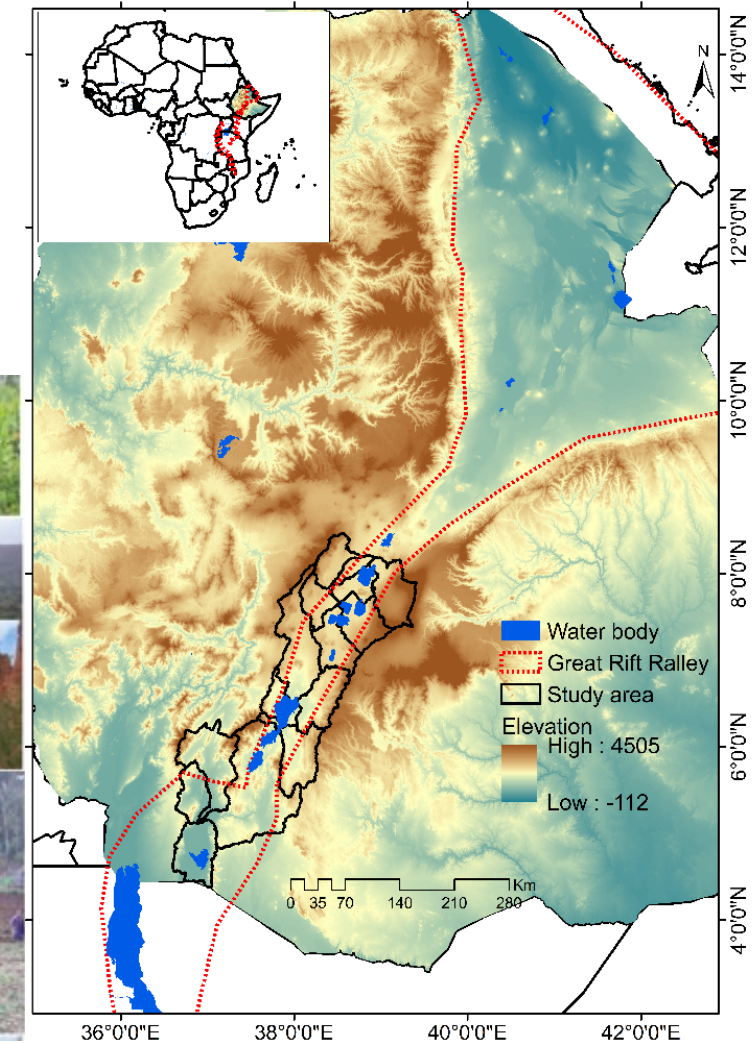 N
14°0'0"N
12°0'0"N
10°0'0"N
8°0'0"N
6°0'0"N
4°0'0"N
Water body
Great Rift Ralley
Study area
Elevation
High : 4505
Low : -112
Km
0 35 70 140 210 280
36°0'0"E 38°0'0"E 40°0'0"E 42°0'0"E